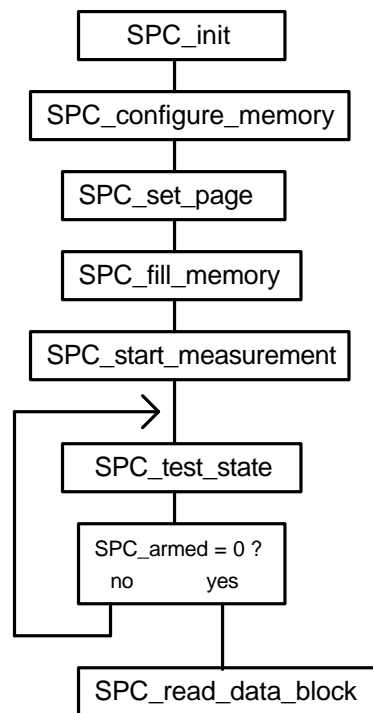 SPC_init
SPC_configure_memory
SPC_set_page
SPC_fill_memory
SPC_start_measurement
SPC_test_state
SPC_armed = 0 ?
no yes
SPC_read_data_block